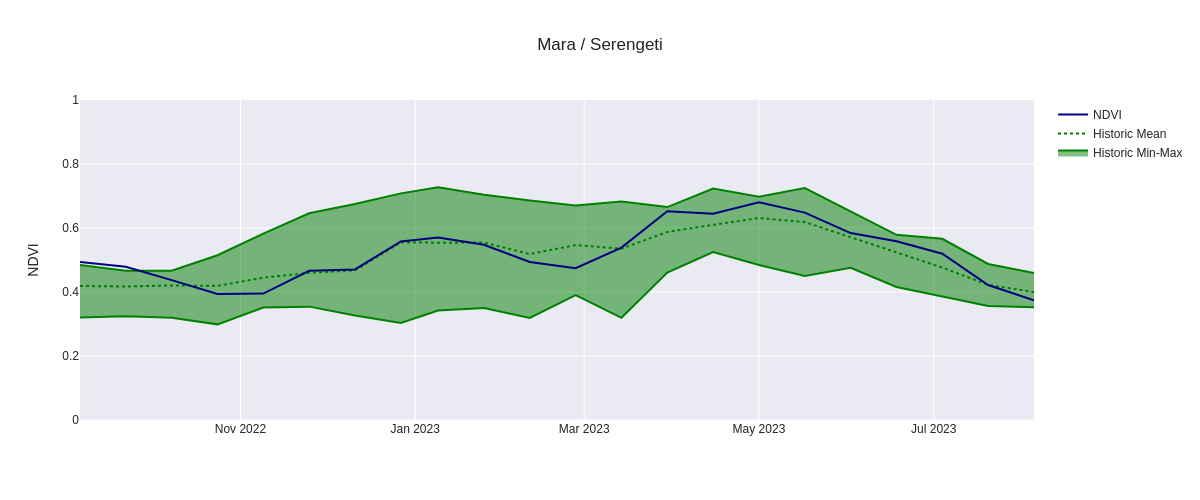 Mara / Serengeti
NDVI
1
0.8
0.6
0.4
0.2
0
Nov 2022
Jan 2023
Mar 2023
May 2023
Jul 2023
NDVI
Historic Mean
Historic Min-Max